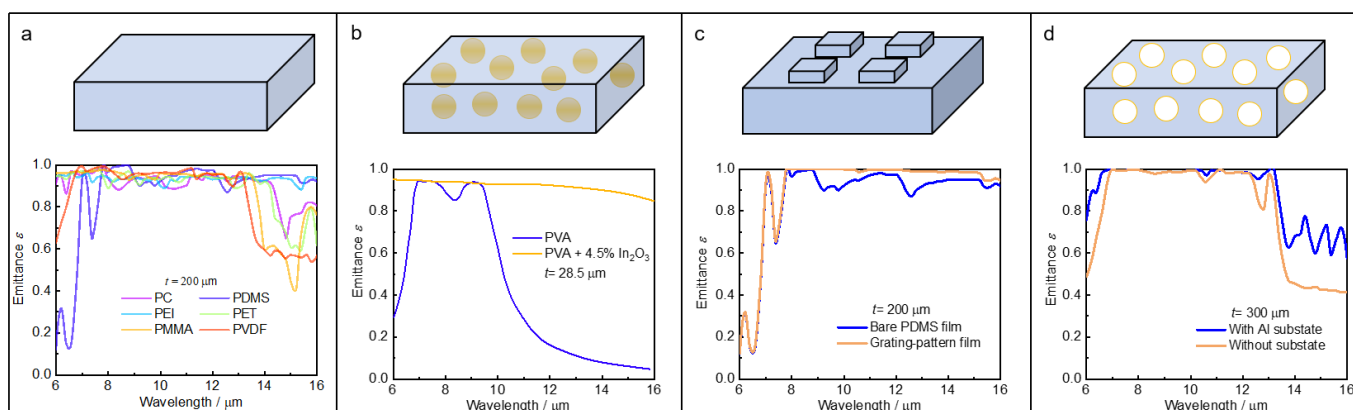 a
b
c
d
Emittance ε
1.0
0.8
0.6
0.4
0.2
0.0
t = 200 μm
PC
PDMS
PEI
PET
PMMA
PVDF
6
8
10
12
14
16
Wavelength / μm
Emittance ε
1.0
0.8
0.6
0.4
0.2
0.0
PVA
PVA + 4.5% In₂O₃
t= 28.5 μm
6
8
10
12
14
16
Wavelength / μm
Emittance ε
1.0
0.8
0.6
0.4
0.2
0.0
t= 200 μm
Bare PDMS film
Grating-pattern film
6
8
10
12
14
16
Wavelength / μm
Emittance ε
1.0
0.8
0.6
0.4
0.2
0.0
t= 300 μm
With Al substate
Without substate
6
8
10
12
14
16
Wavelength / μm